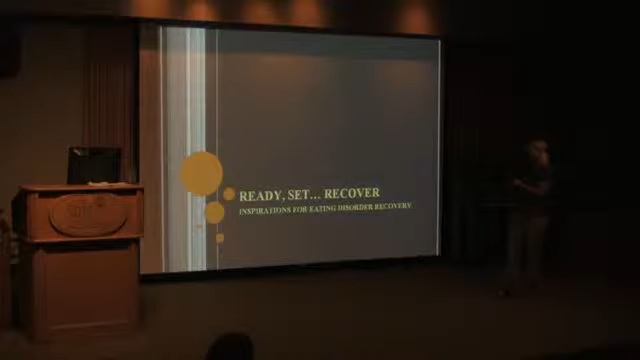 READY, SET... RECOVER
INSPIRATIONS FOR EATING DISORDER RECOVERY